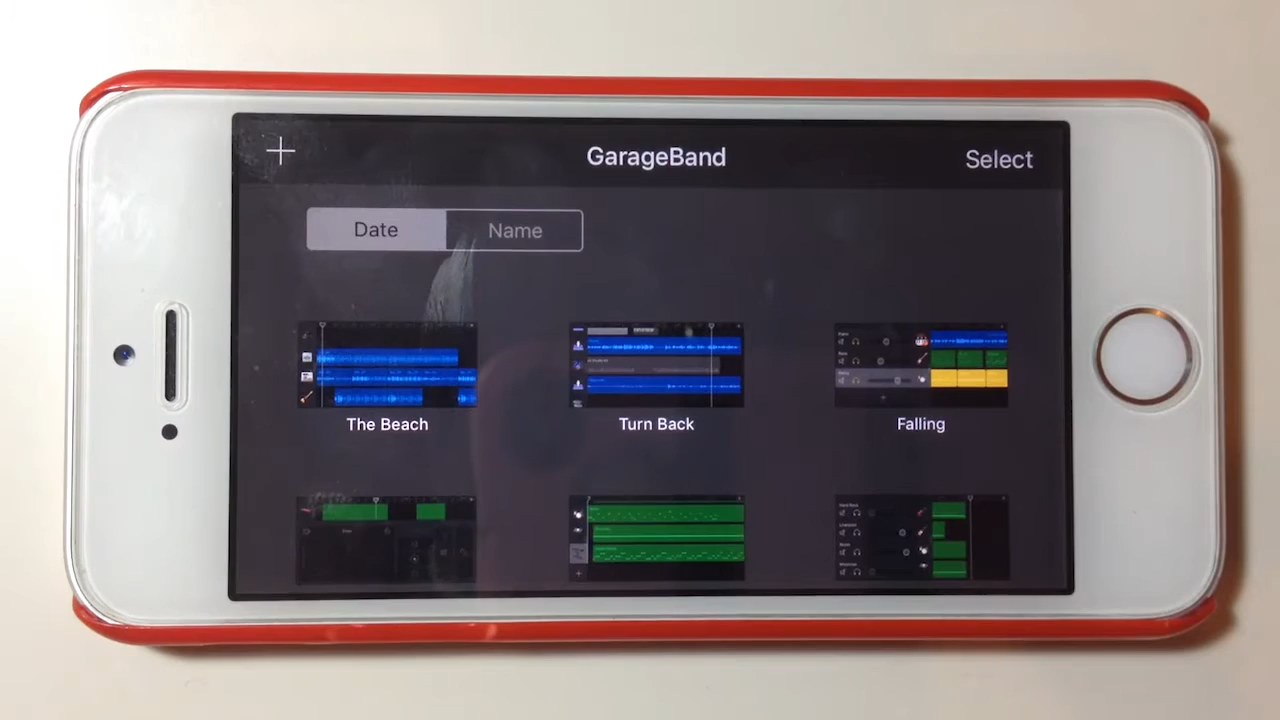 GarageBand
Select
Date
Name
The Beach
Turn Back
Falling